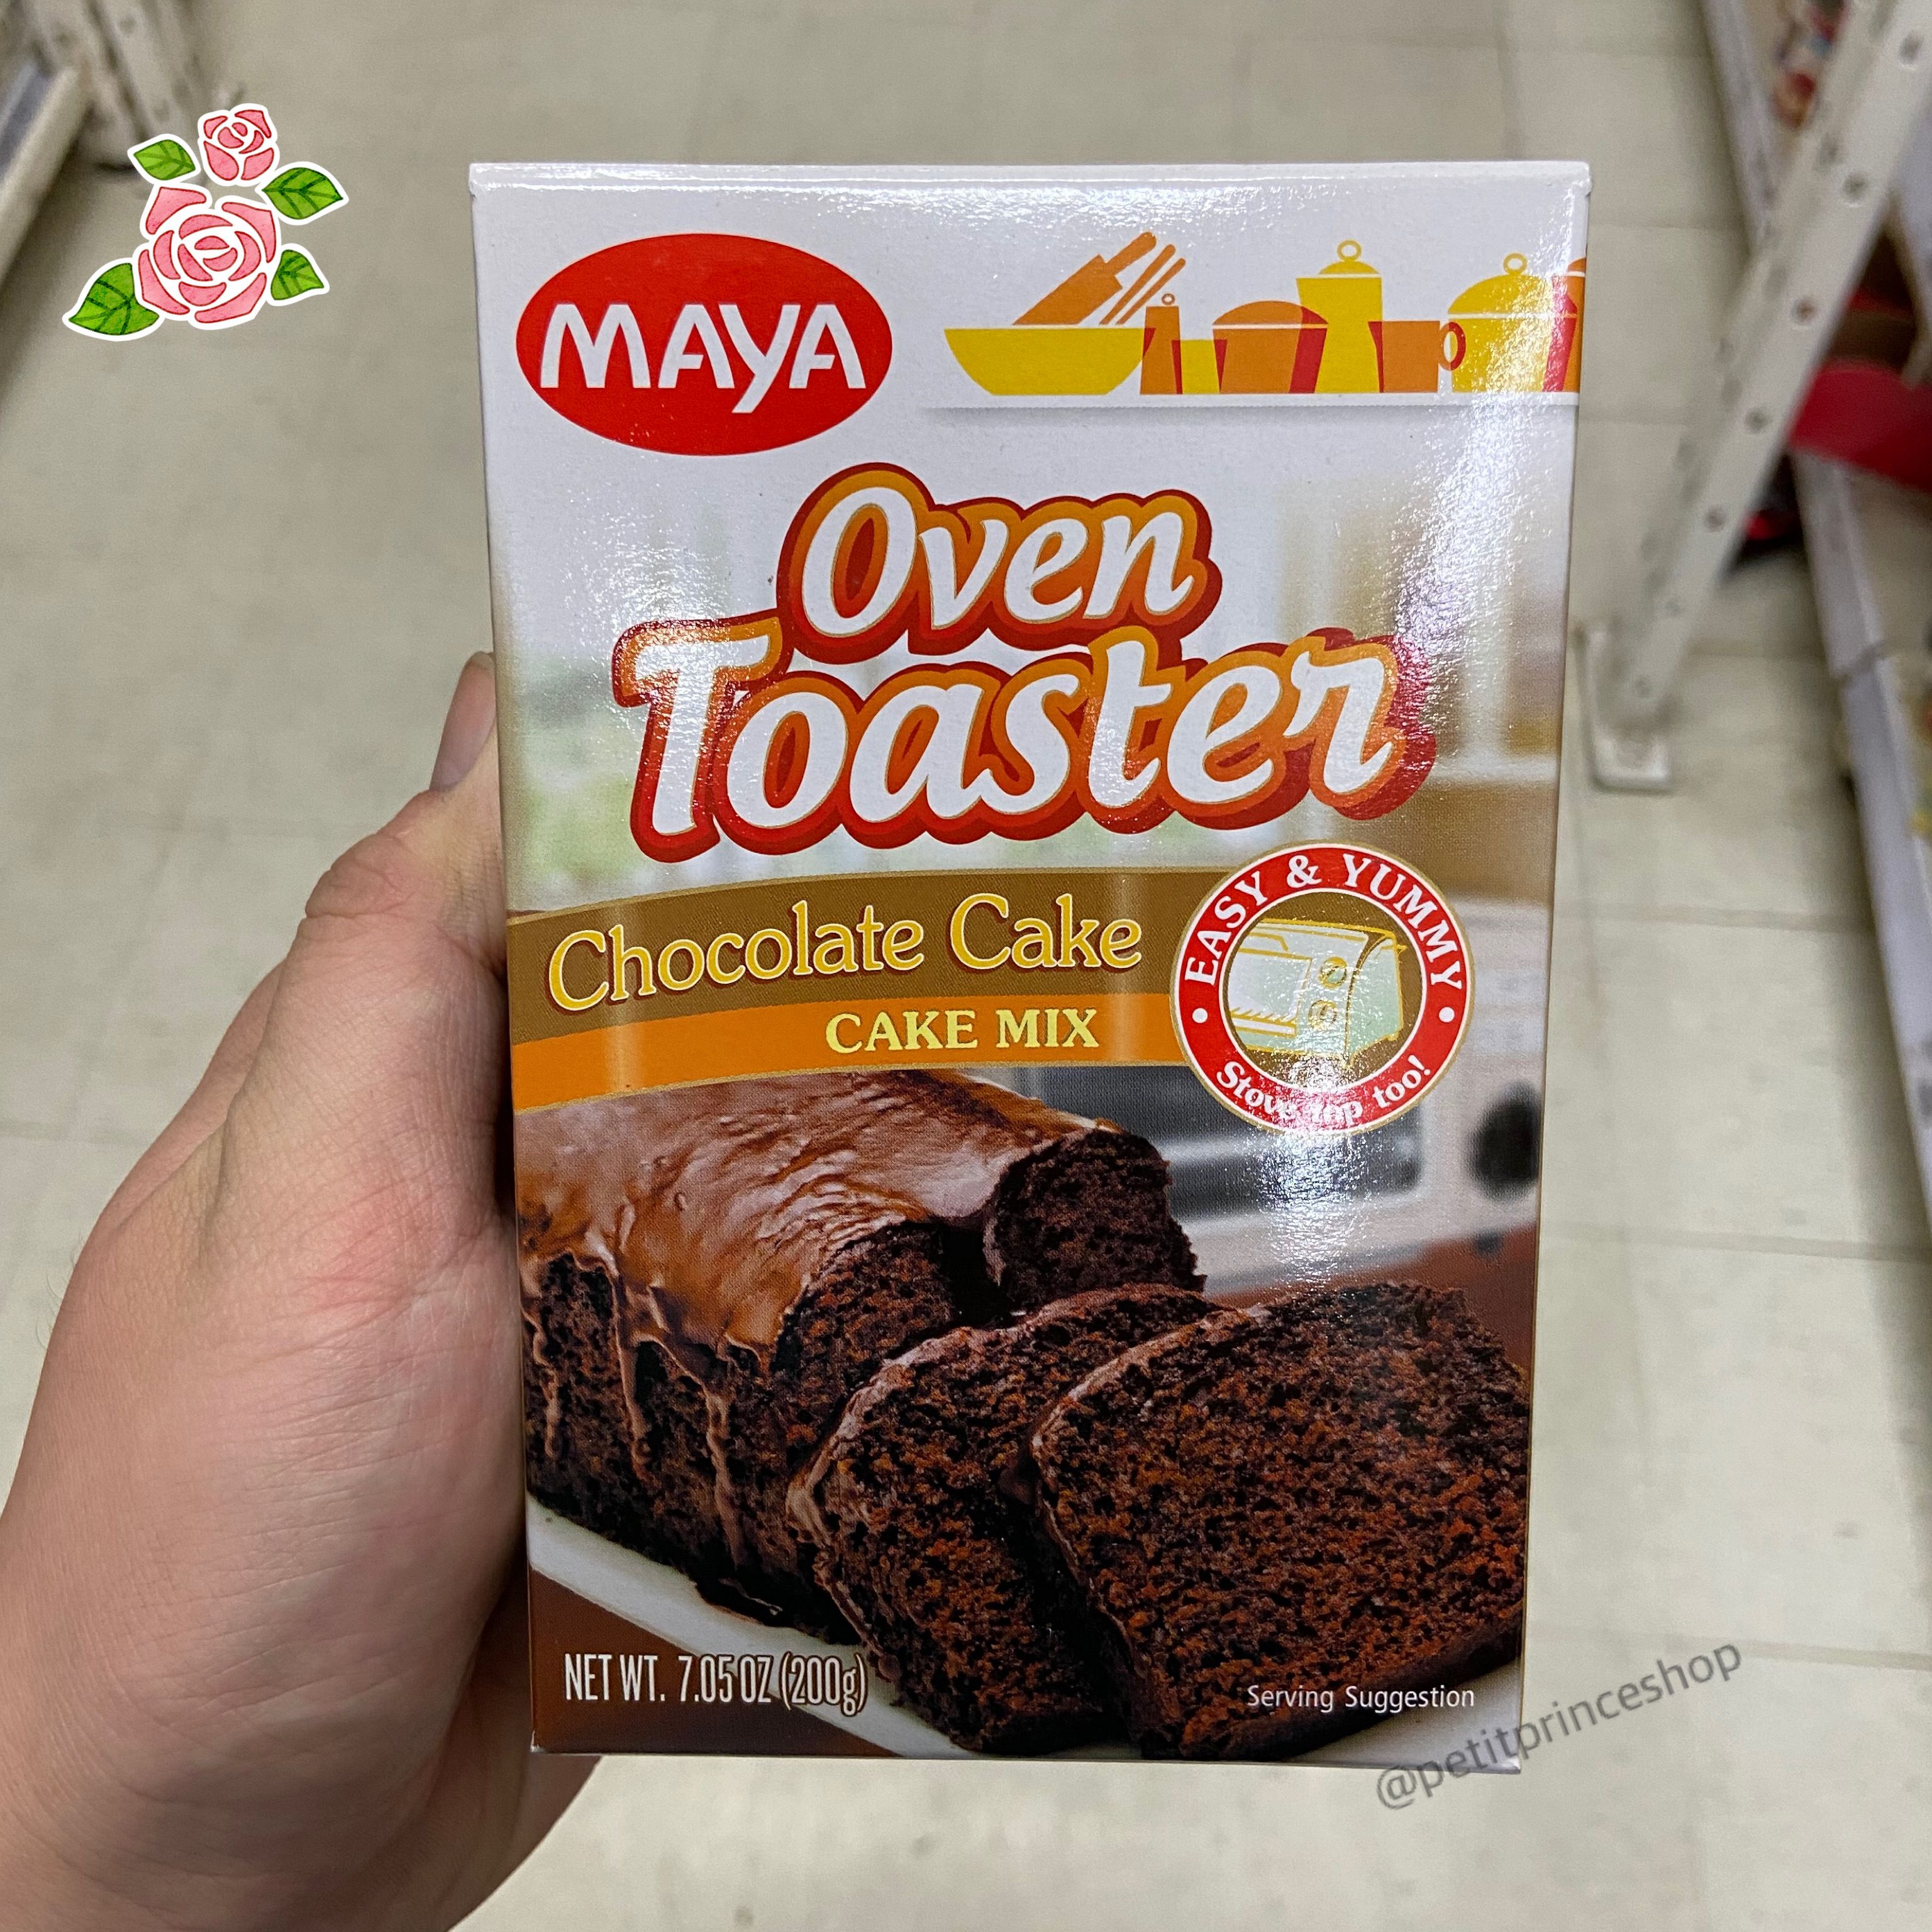 MAYA
Oven
Toaster
Chocolate Cake
CAKE MIX
EASY & YUMMY
Stove top too!
NET WT. 7.05 OZ (200g)
Serving Suggestion
@petitprinceshop